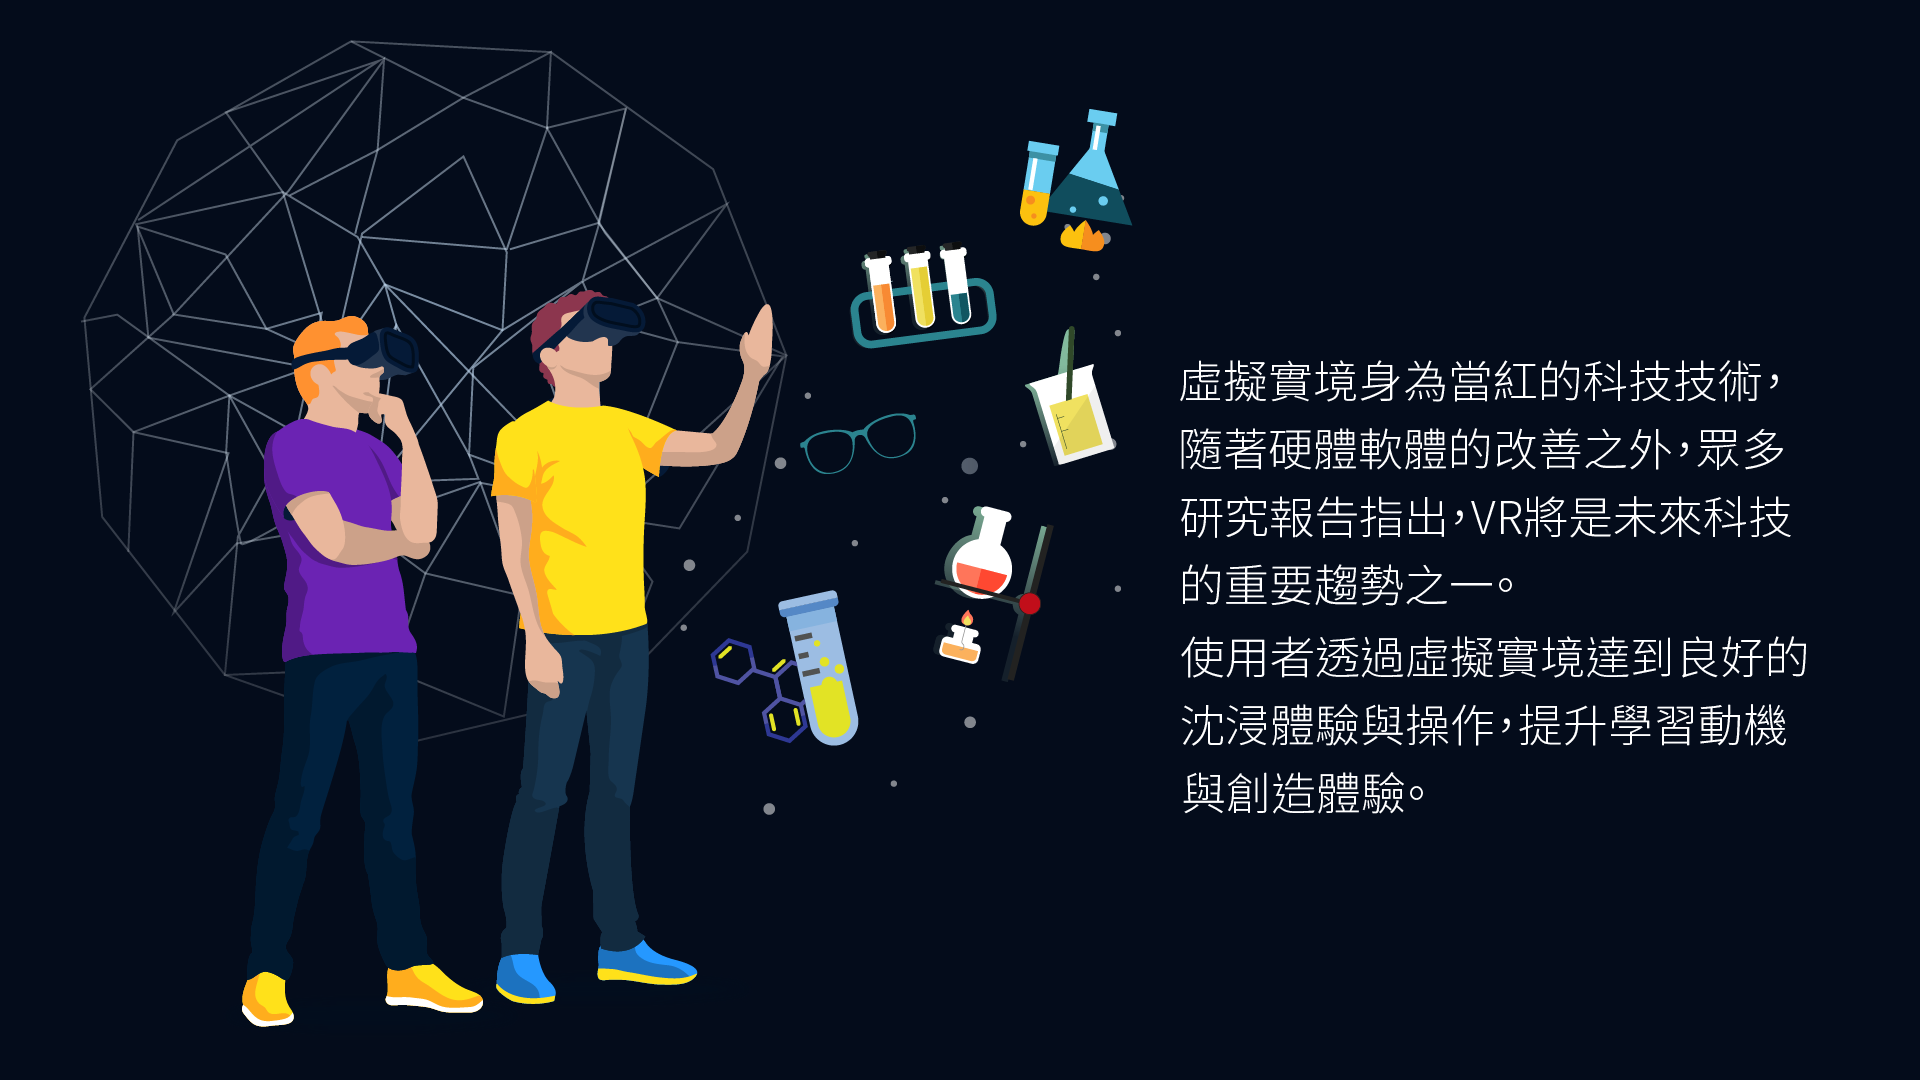 虛擬實境身為當紅的科技技術，
隨著硬體軟體的改善之外，眾多
研究報告指出，VR將是未來科技
的重要趨勢之一。
使用者透過虛擬實境達到良好的
沈浸體驗與操作，提升學習動機
與創造體驗。